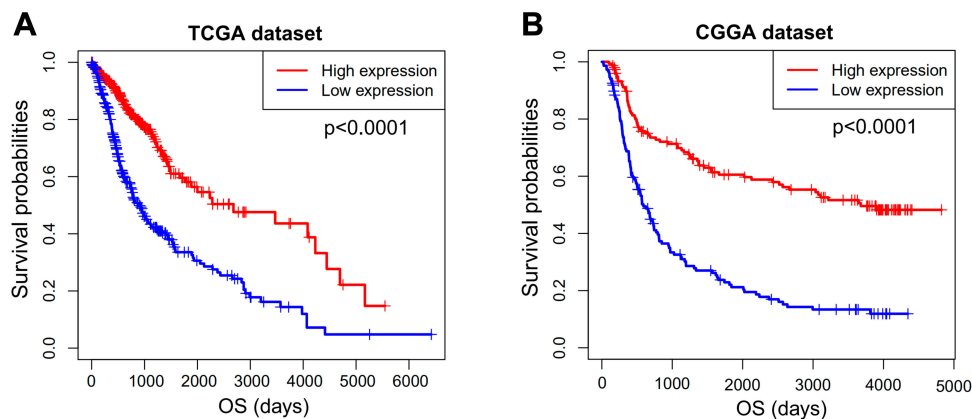 A
TCGA dataset
High expression
Low expression
p<0.0001
Survival probabilities
0.0
0.2
0.4
0.6
0.8
1.0
0 1000 2000 3000 4000 5000 6000
OS (days)
B
CGGA dataset
High expression
Low expression
p<0.0001
Survival probabilities
0.0
0.2
0.4
0.6
0.8
1.0
0 1000 2000 3000 4000 5000
OS (days)